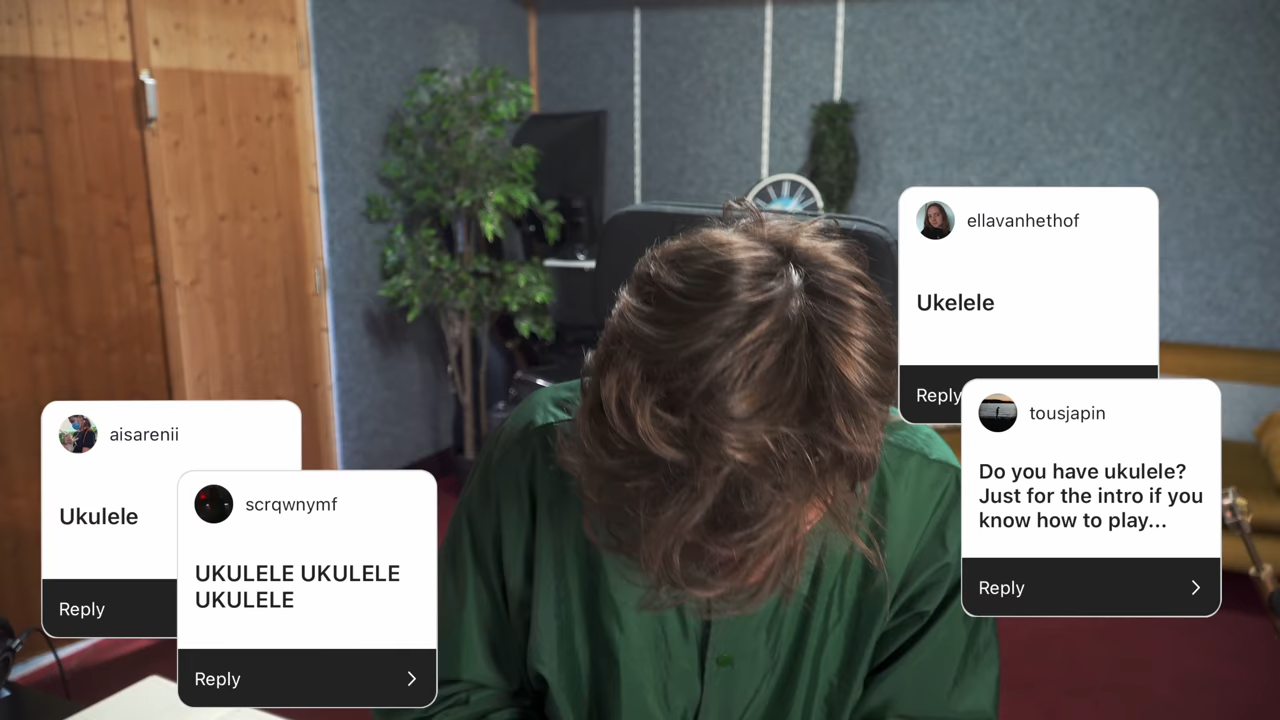 aisarenii
Ukulele
Reply
scrqwnymf
UKULELE UKULELE
UKULELE
Reply
ellavanhethof
Ukelele
Reply
tousjapin
Do you have ukulele?
Just for the intro if you
know how to play...
Reply